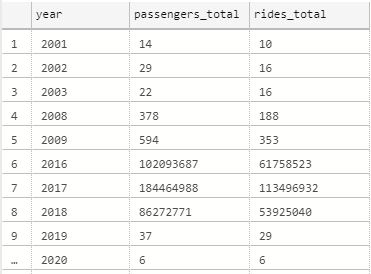 year passengers_total rides_total
1 2001 14 10
2 2002 29 16
3 2003 22 16
4 2008 378 188
5 2009 594 353
6 2016 102093687 61758523
7 2017 184464988 113496932
8 2018 86272771 53925040
9 2019 37 29
… 2020 6 6